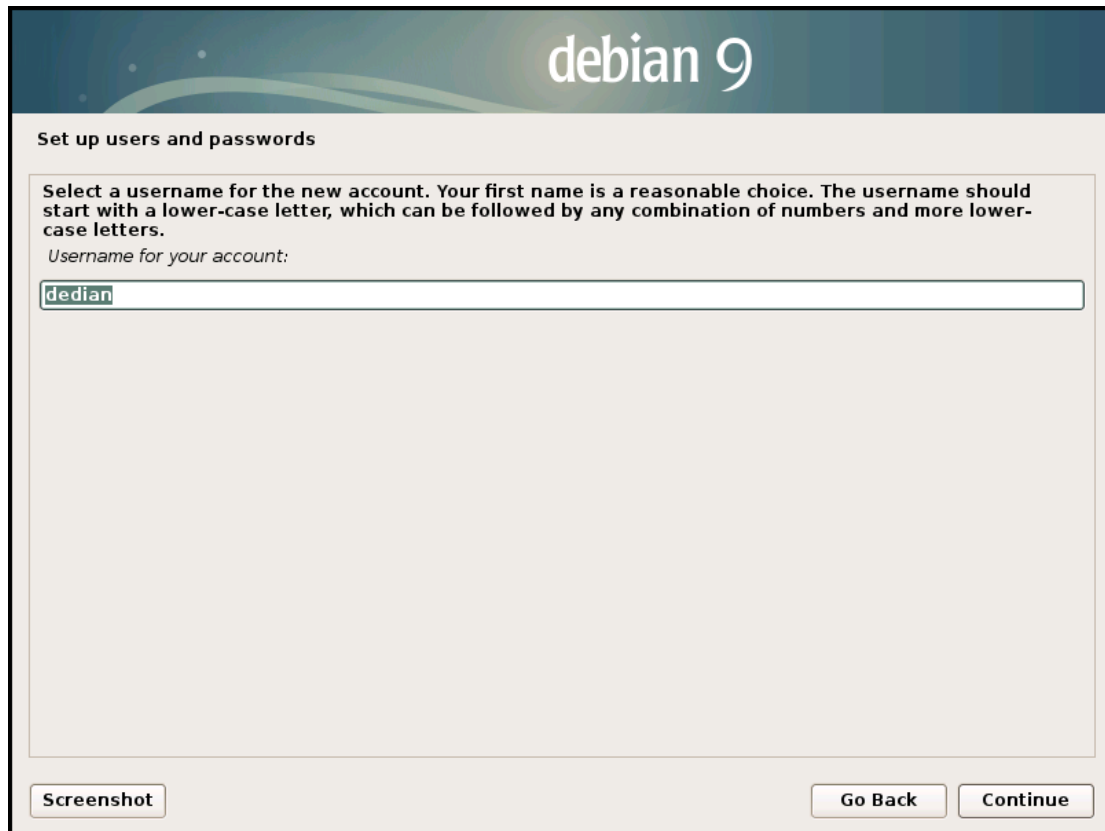 debian 9
Set up users and passwords
Select a username for the new account. Your first name is a reasonable choice. The username should
start with a lower-case letter, which can be followed by any combination of numbers and more lower-
case letters.
Username for your account:
dedian
Screenshot
Go Back
Continue